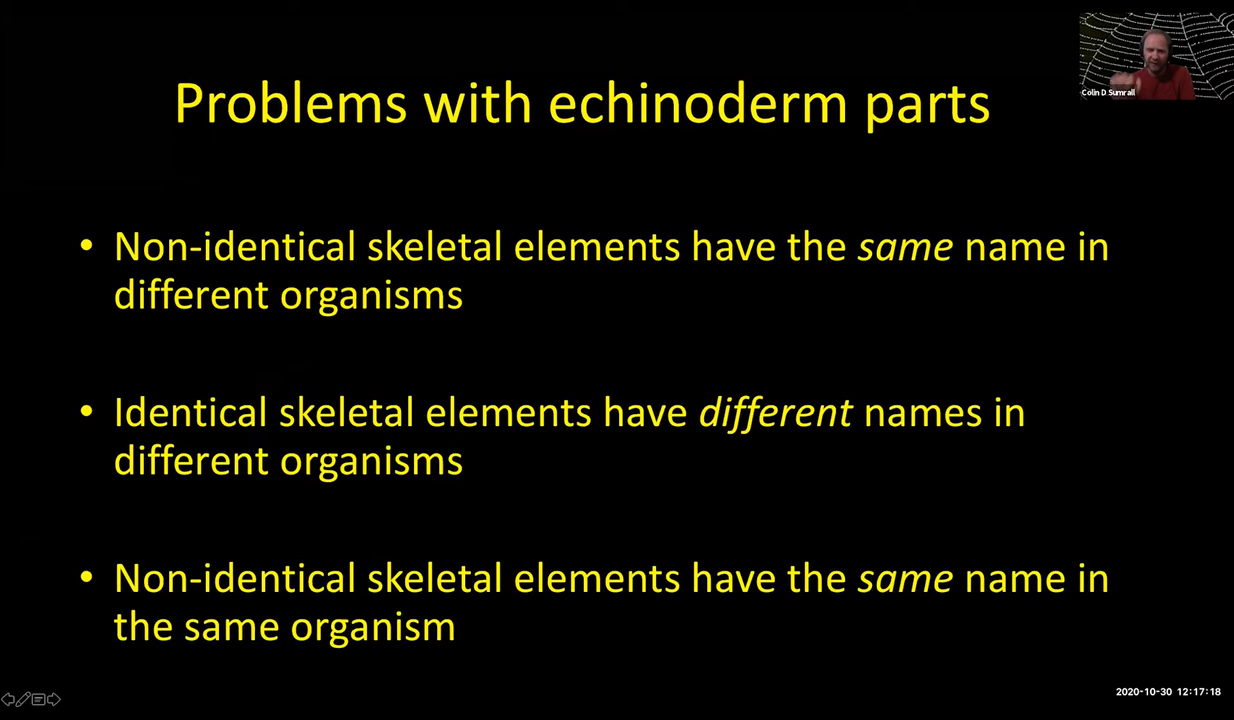 Colin D Sumrall
Problems with echinoderm parts
• Non-identical skeletal elements have the same name in
different organisms
• Identical skeletal elements have different names in
different organisms
• Non-identical skeletal elements have the same name in
the same organism
2020-10-30 12:17:18